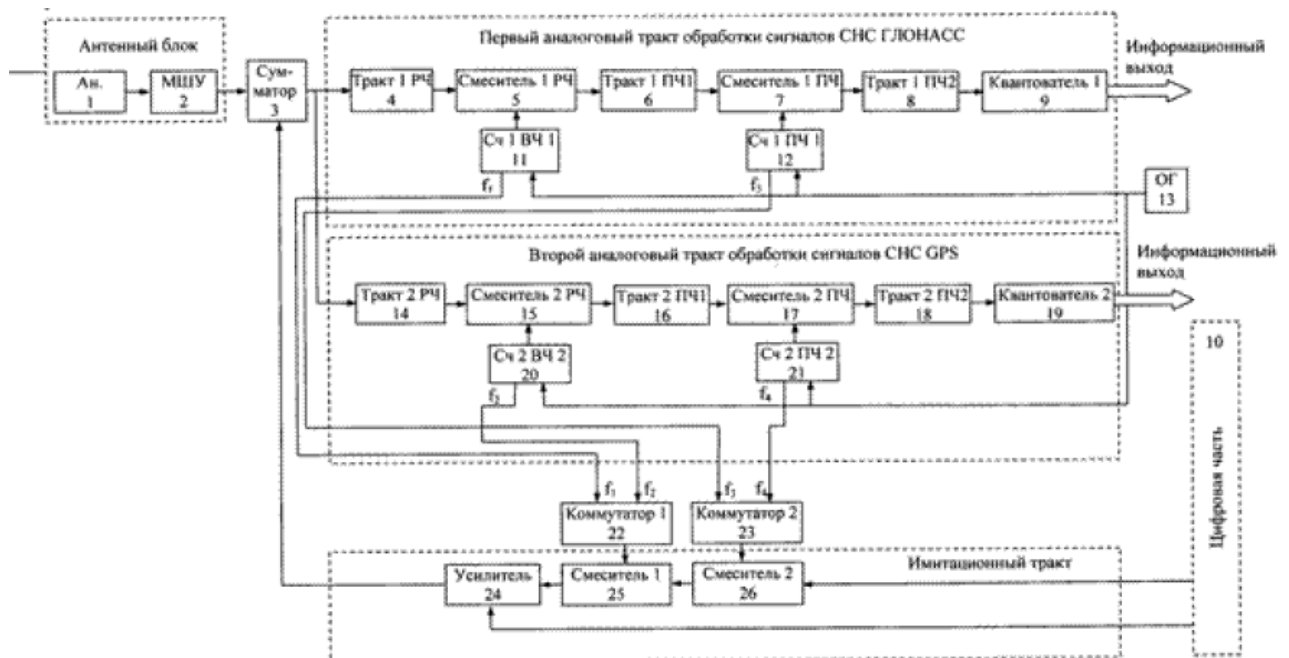 Антенный блок
Ан.
1
МШУ
2
Сум-
матор
3
Первый аналоговый тракт обработки сигналов СНС ГЛОНАСС
Тракт 1 РЧ
4
Смеситель 1 РЧ
5
Тракт 1 ПЧ1
6
Смеситель 1 ПЧ
7
Тракт 1 ПЧ2
8
Квантователь 1
9
Информационный
выход
Сч 1 ВЧ 1
11
Сч 1 ПЧ 1
12
f₁
f₃
ОГ
13
Второй аналоговый тракт обработки сигналов СНС GPS
Информационный
выход
Тракт 2 РЧ
14
Смеситель 2 РЧ
15
Тракт 2 ПЧ1
16
Смеситель 2 ПЧ
17
Тракт 2 ПЧ2
18
Квантователь 2
19
Сч 2 ВЧ 2
20
Сч 2 ПЧ 2
21
f₂
f₄
10
Цифровая часть
f₁
f₂
f₃
f₄
Коммутатор 1
22
Коммутатор 2
23
Имитационный тракт
Усилитель
24
Смеситель 1
25
Смеситель 2
26